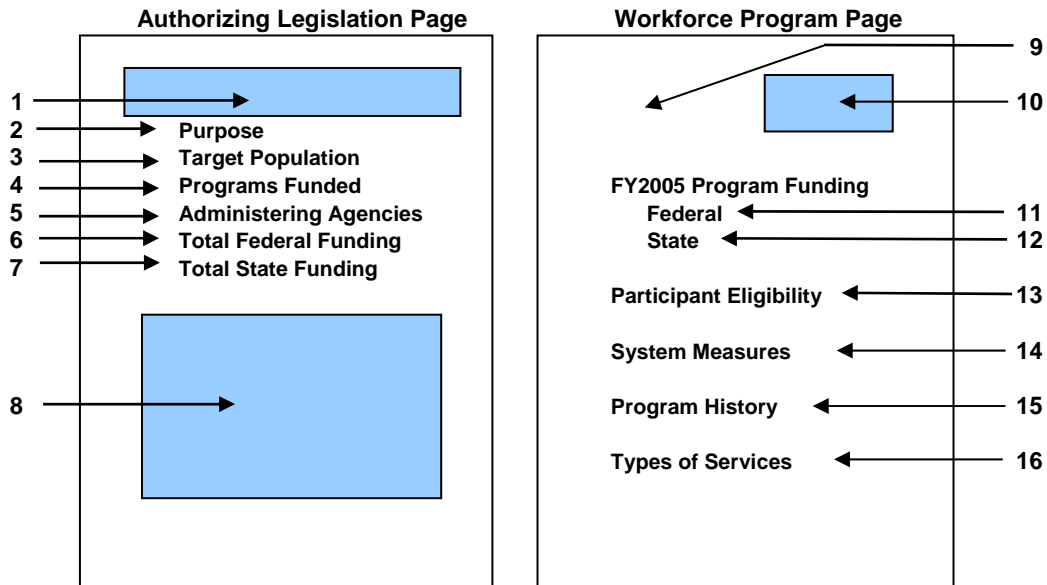 Authorizing Legislation Page
1
2 Purpose
3 Target Population
4 Programs Funded
5 Administering Agencies
6 Total Federal Funding
7 Total State Funding
8
Workforce Program Page
9
10
FY2005 Program Funding
Federal 11
State 12
Participant Eligibility 13
System Measures 14
Program History 15
Types of Services 16